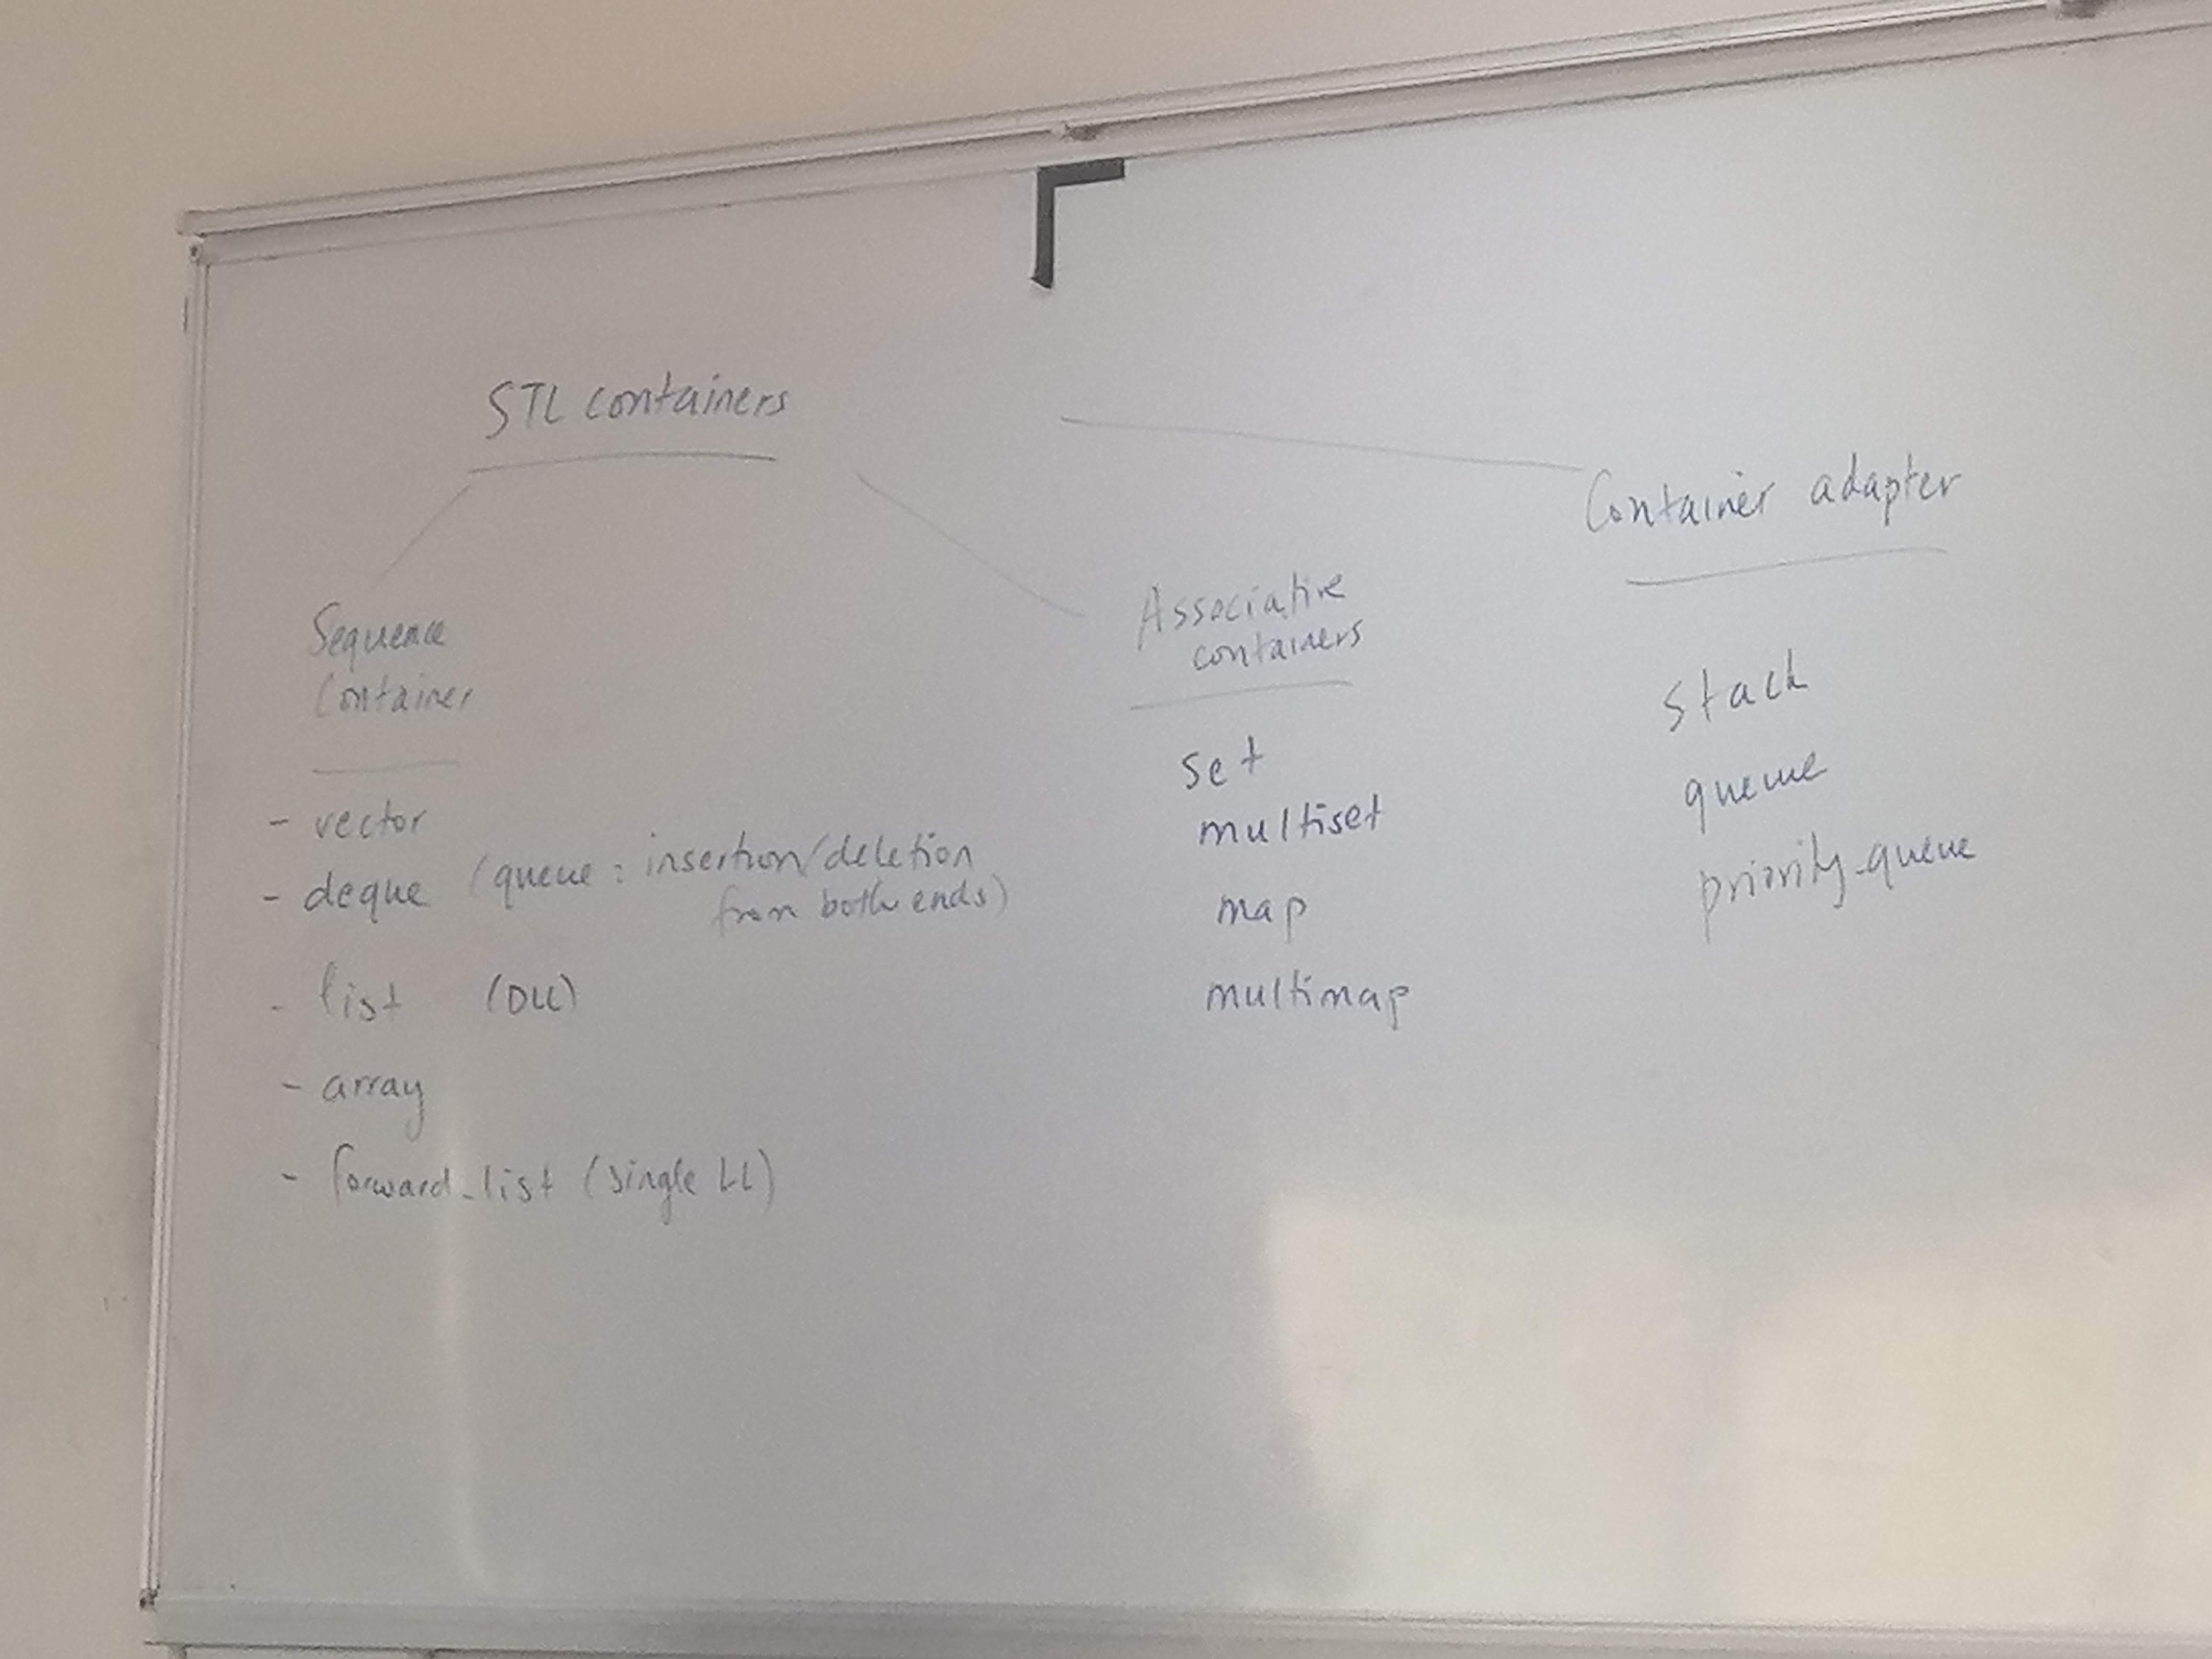 STL containers
Sequence
Container
- vector
- deque (queue : insertion/deletion
from both ends)
- list (DLL)
- array
- forward_list (single LL)
Associative
containers
set
multiset
map
multimap
Container adapter
stack
queue
priority_queue